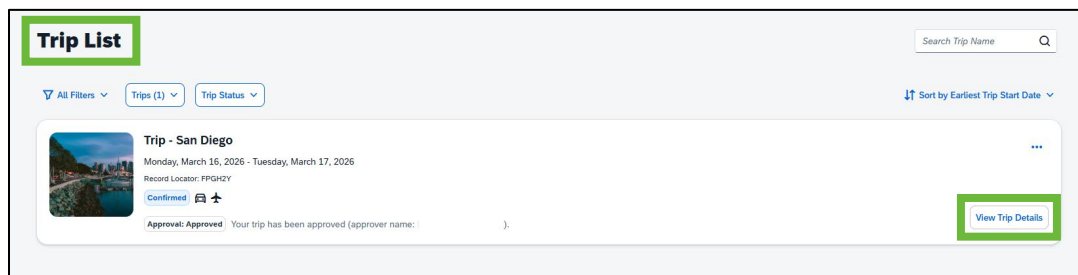 Trip List
Search Trip Name
All Filters Trips (1) Trip Status Sort by Earliest Trip Start Date
Trip - San Diego
Monday, March 16, 2026 - Tuesday, March 17, 2026
Record Locator: FPGH2Y
Confirmed
Approval: Approved Your trip has been approved (approver name: ).
View Trip Details